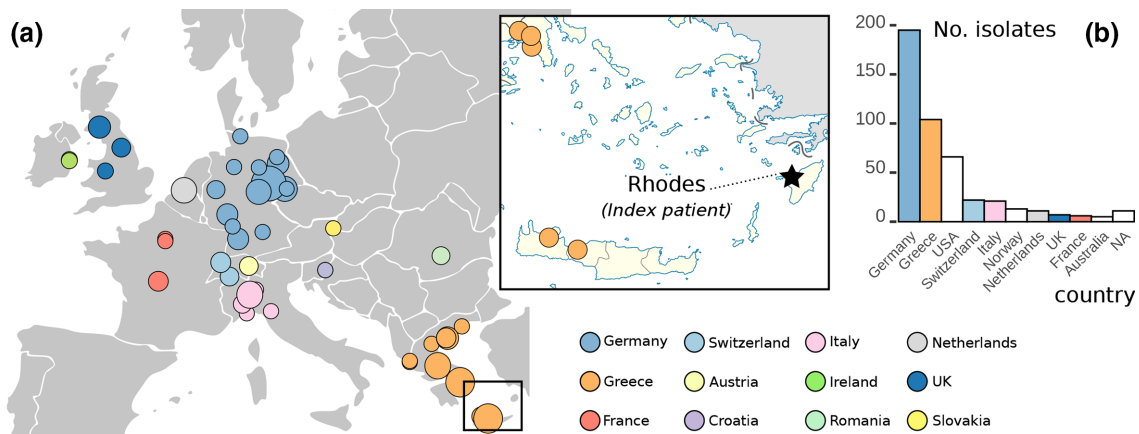 (a)
Rhodes
(Index patient)
No. isolates
(b)
200
150
100
50
0
Germany
Greece
USA
Switzerland
Italy
Norway
Netherlands
UK
France
Australia
NA
country
Germany
Switzerland
Italy
Netherlands
Greece
Austria
Ireland
UK
France
Croatia
Romania
Slovakia